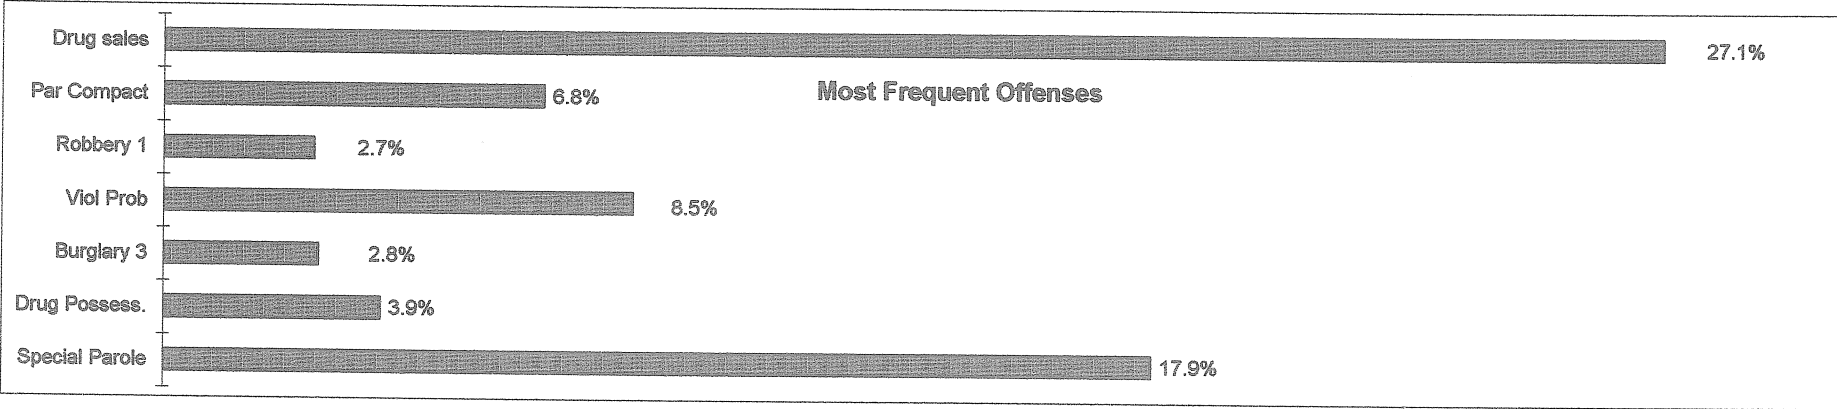 Drug sales 27.1%
Most Frequent Offenses
Par Compact 6.8%
Robbery 1 2.7%
Viol Prob 8.5%
Burglary 3 2.8%
Drug Possess. 3.9%
Special Parole 17.9%